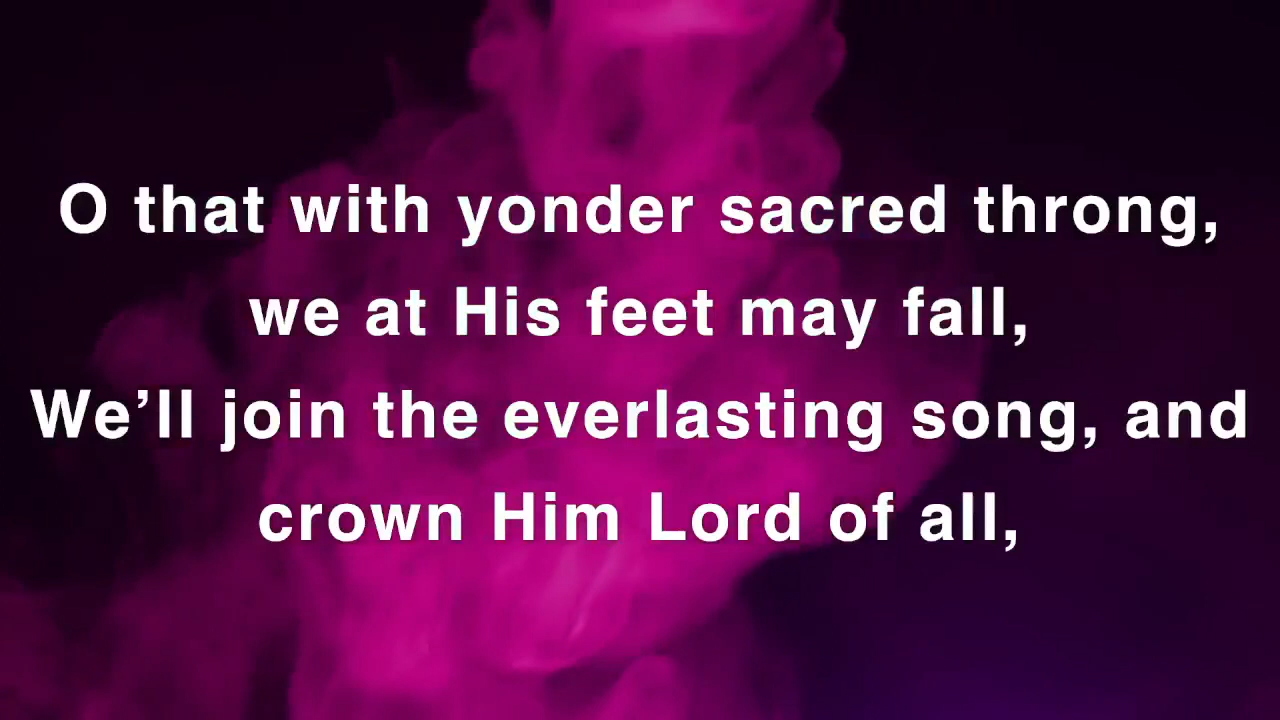 O that with yonder sacred throng,
we at His feet may fall,
We’ll join the everlasting song, and
crown Him Lord of all,